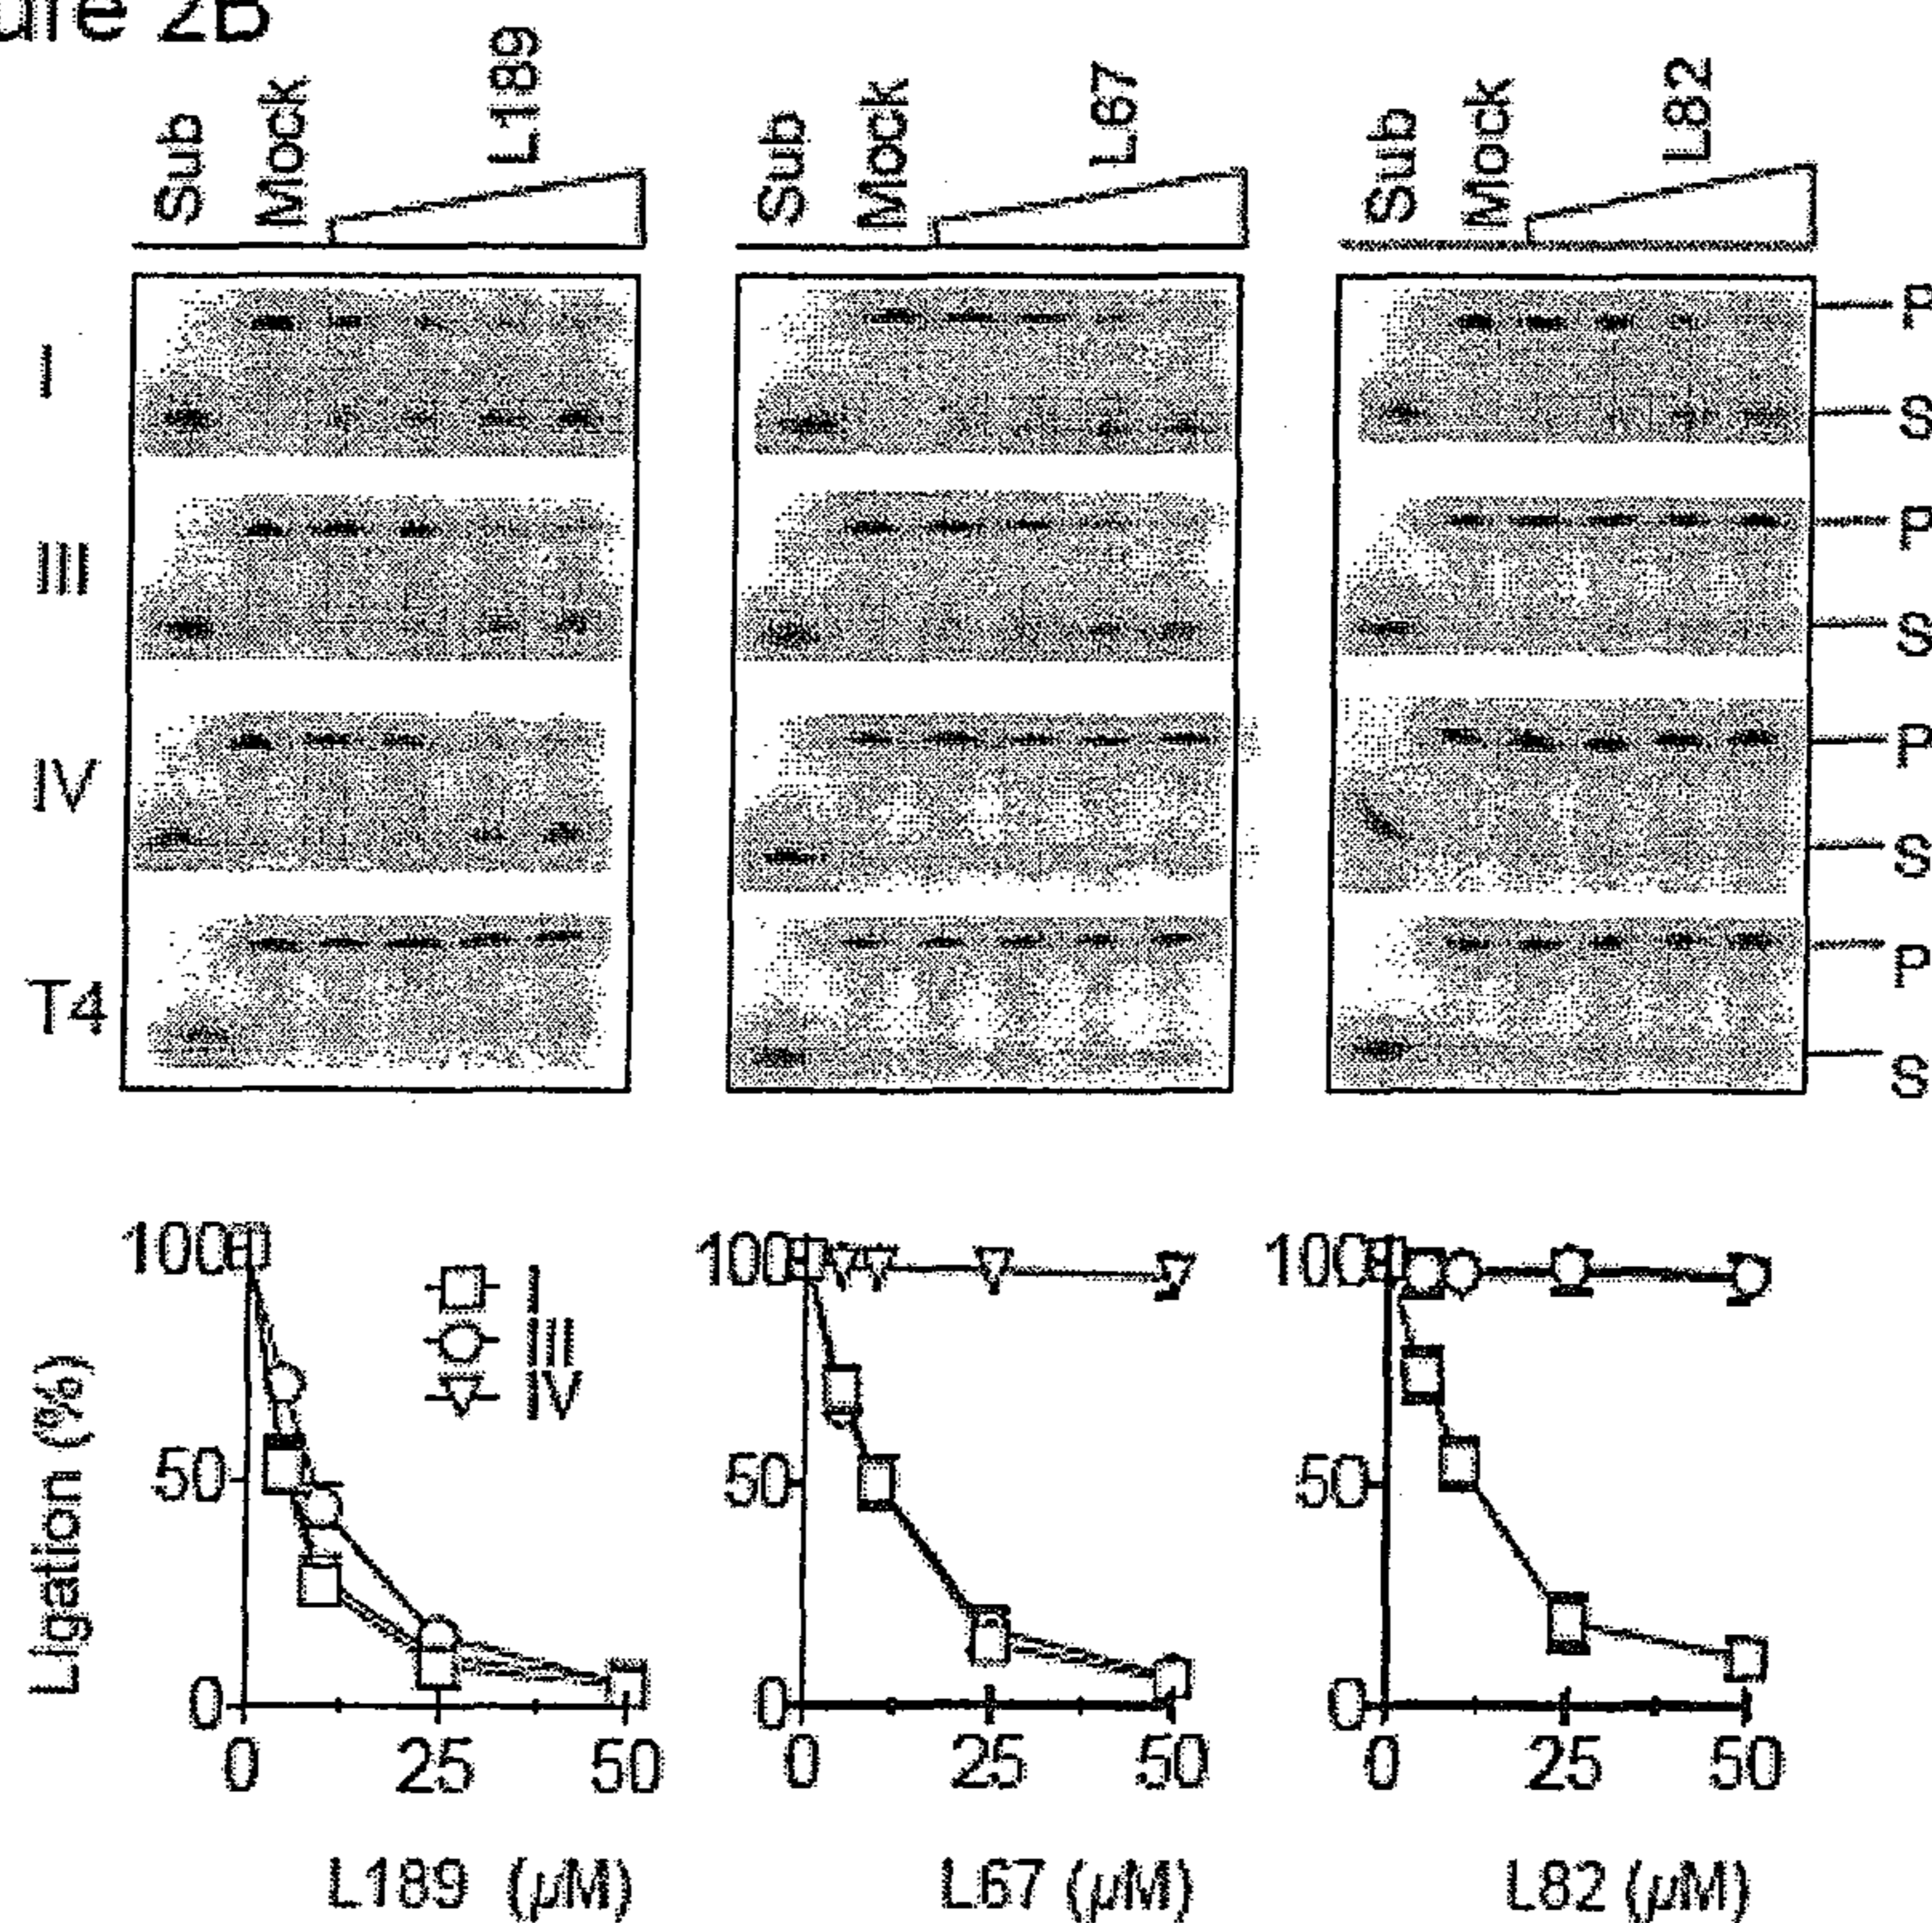 ure 2B
Sub Mock L189 Sub Mock L67 Sub Mock L82
I P
S
III P
S
IV P
S
T4 P
S
100 100 100
I
III
IV
Ligation (%)
50 50 50
0 0 0
0 25 50 0 25 50 0 25 50
L189 (µM) L67 (µM) L82 (µM)